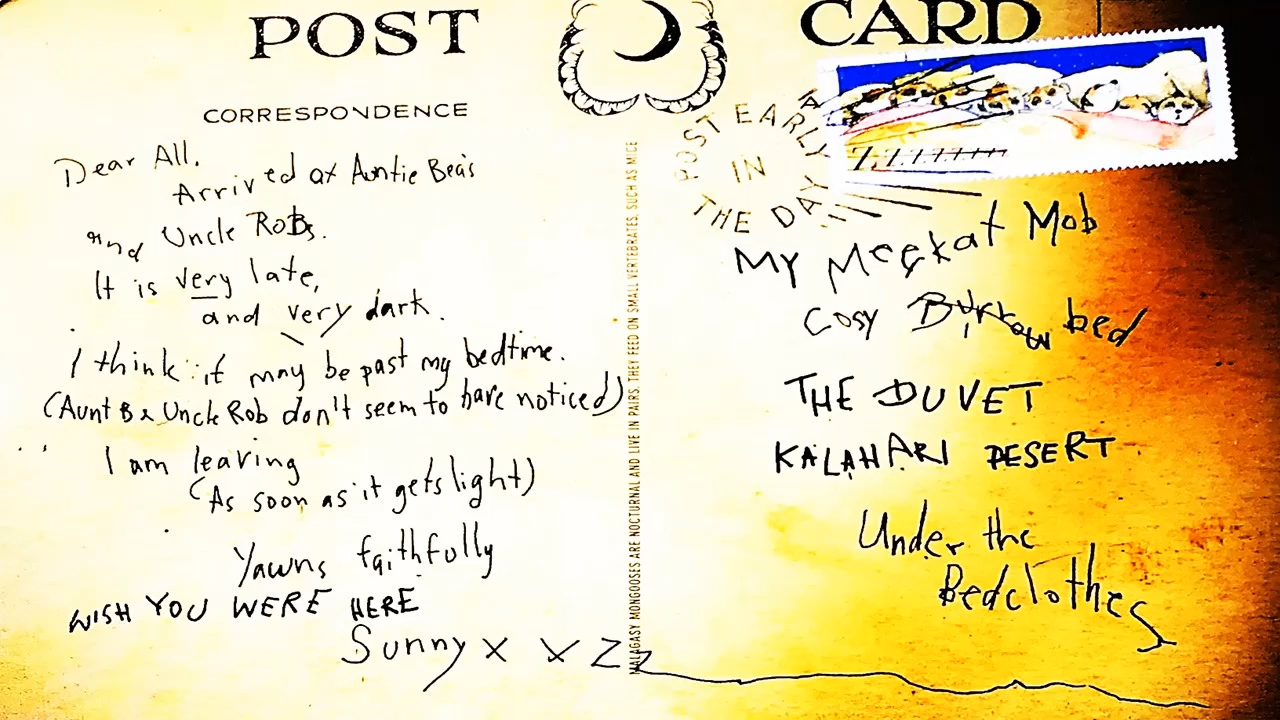 POST CARD
CORRESPONDENCE
Dear All,
Arrived at Auntie Bea's
and Uncle Rob's.
It is very late,
and very dark.
I think it may be past my bedtime.
(Aunt B & Uncle Rob don't seem to have noticed)
I am leaving
(As soon as it gets light)
Yawns faithfully
WISH YOU WERE HERE
Sunny x x Zz
MALAGASY MONGOOSES ARE NOCTURNAL AND LIVE IN PAIRS. THEY FEED ON SMALL VERTEBRATES, SUCH AS MICE
POST EARLY
IN
THE DAY
My Meekat Mob
Cosy Burrow bed
THE DUVET
KALAHARI DESERT
Under the
Bedclothes